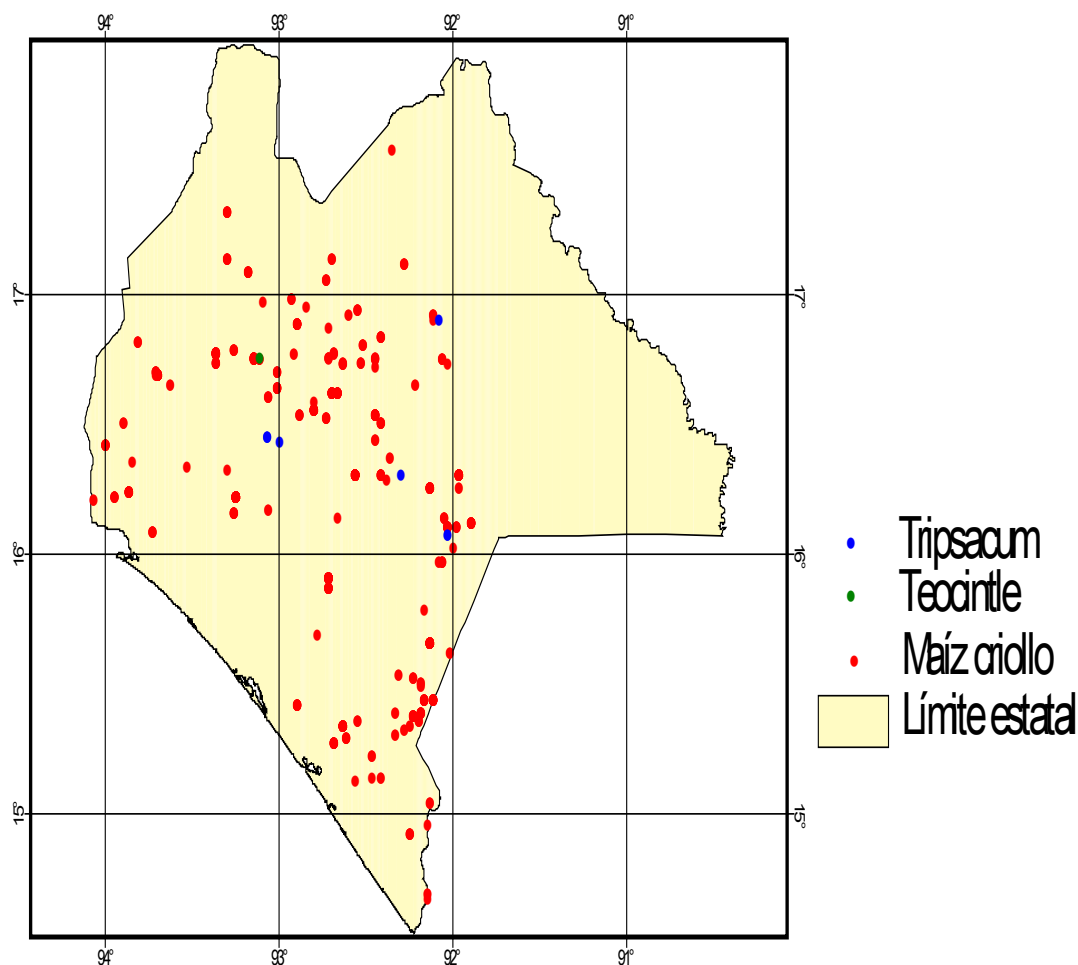 94° 93° 92° 91°
17° 17°
16° 16°
15° 15°
94° 93° 92° 91°
Tripsacum
Teocintle
Maíz criollo
Límite estatal